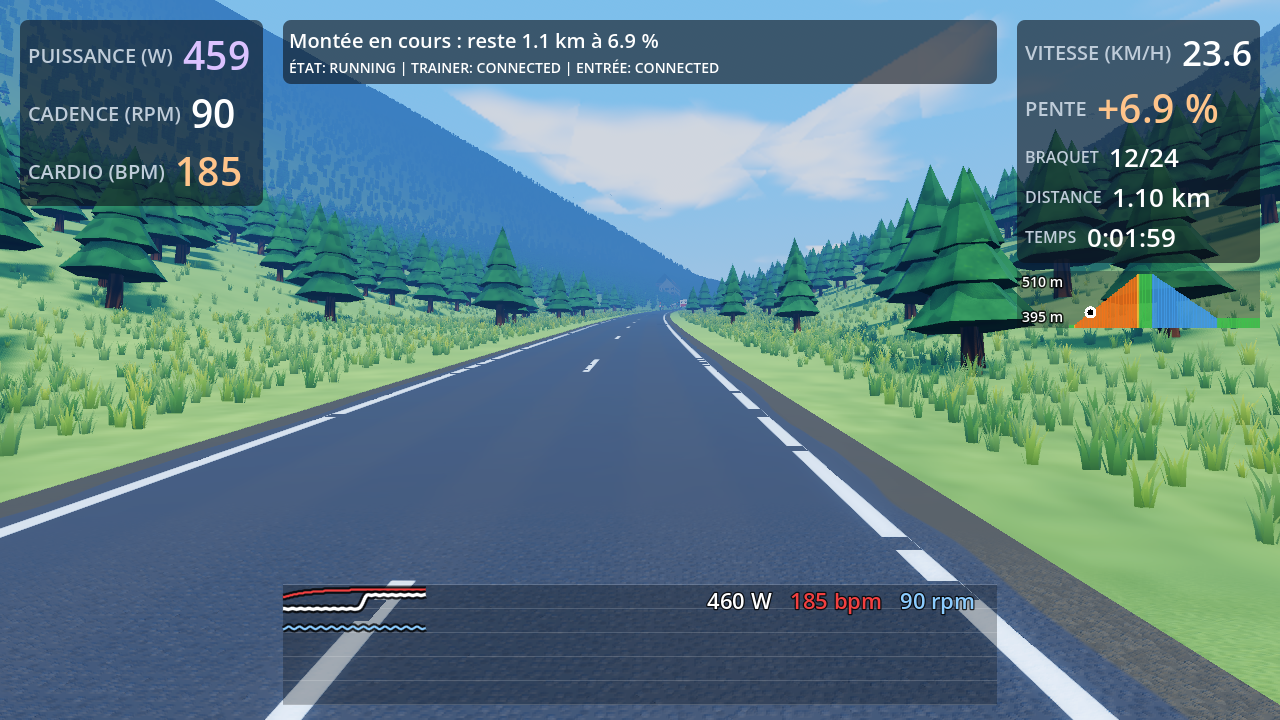 PUISSANCE (W) 459
CADENCE (RPM) 90
CARDIO (BPM) 185
Montée en cours : reste 1.1 km à 6.9 %
ÉTAT: RUNNING | TRAINER: CONNECTED | ENTRÉE: CONNECTED
VITESSE (KM/H) 23.6
PENTE +6.9 %
BRAQUET 12/24
DISTANCE 1.10 km
TEMPS 0:01:59
510 m
395 m
460 W 185 bpm 90 rpm